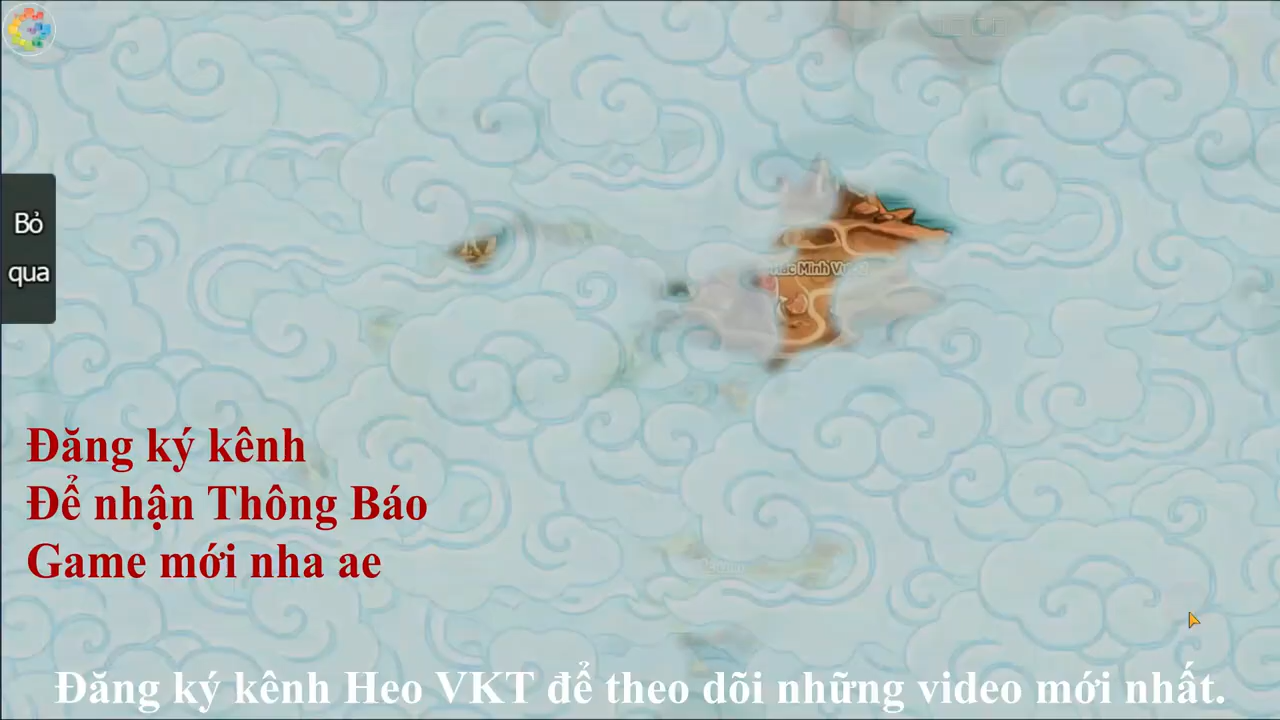 Bỏ
qua
Minh
Đăng ký kênh
Để nhận Thông Báo
Game mới nha ae
Đăng ký kênh Heo VKT để theo dõi những video mới nhất.